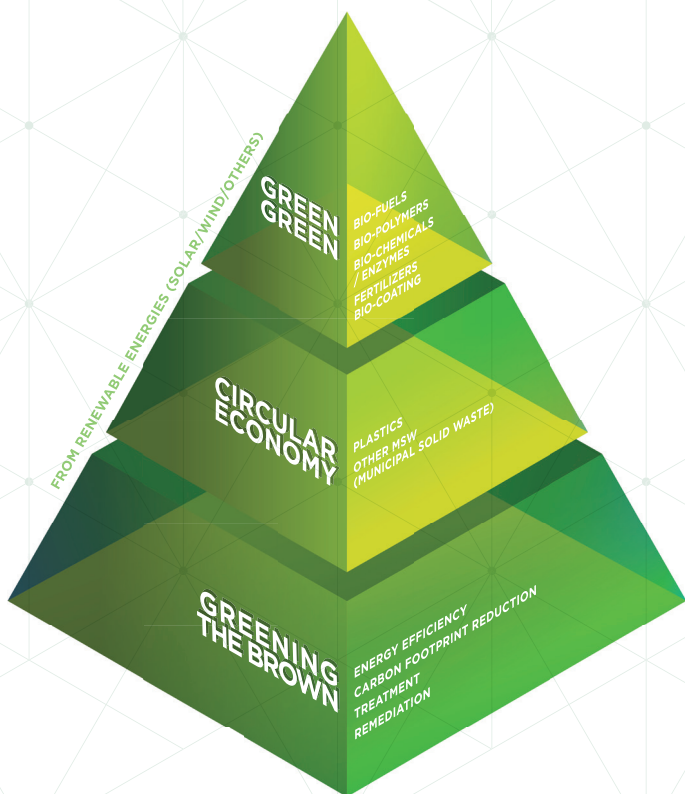 FROM RENEWABLE ENERGIES (SOLAR/WIND/OTHERS)
GREEN
GREEN
BIO-FUELS
BIO-POLYMERS
BIO-CHEMICALS
/ ENZYMES
FERTILIZERS
BIO-COATING
CIRCULAR
ECONOMY
PLASTICS
OTHER MSW
(MUNICIPAL SOLID WASTE)
GREENING
THE BROWN
ENERGY EFFICIENCY
CARBON FOOTPRINT REDUCTION
TREATMENT
REMEDIATION